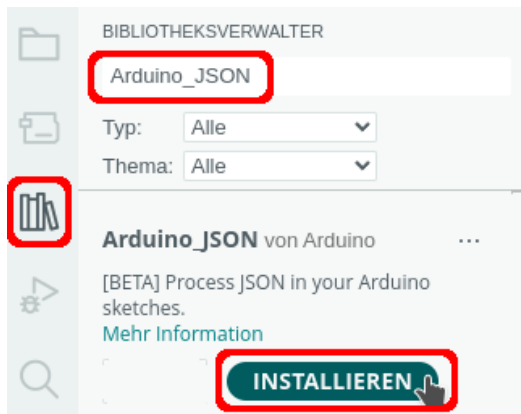 BIBLIOTHEKSVERWALTER
Arduino_JSON
Typ: Alle
Thema: Alle
Arduino_JSON von Arduino ...
[BETA] Process JSON in your Arduino
sketches.
Mehr Information
INSTALLIEREN